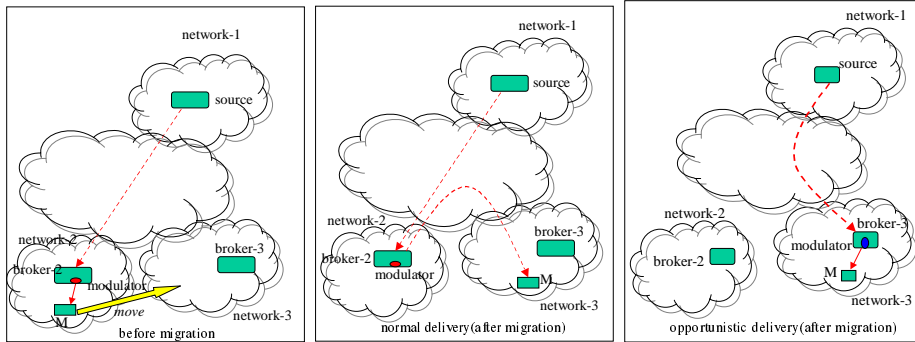 network-1
source
network-2
broker-3
broker-2
modulator
M
move
network-3
before migration
network-1
source
network-2
broker-3
broker-2
modulator
M
network-3
normal delivery(after migration)
network-1
source
network-2
broker-3
modulator
broker-2
M
network-3
opportunistic delivery(after migration)